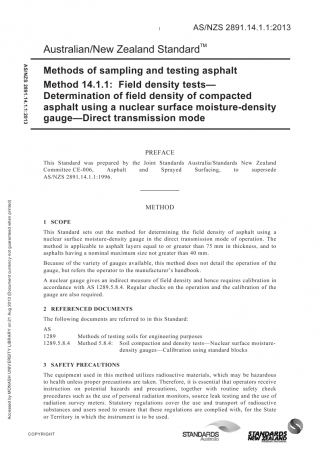 1
AS/NZS 2891.14.1.1:2013
Australian/New Zealand Standard™
Methods of sampling and testing asphalt
Method 14.1.1: Field density tests—
Determination of field density of compacted
asphalt using a nuclear surface moisture-density
gauge—Direct transmission mode
PREFACE
This Standard was prepared by the Joint Standards Australia/Standards New Zealand
Committee CE-006, Asphalt and Sprayed Surfacing, to supersede
AS/NZS 2891.14.1.1:1996.
METHOD
1 SCOPE
This Standard sets out the method for determining the field density of asphalt using a
nuclear surface moisture-density gauge in the direct transmission mode of operation. The
method is applicable to asphalt layers equal to or greater than 75 mm in thickness, and to
asphalts having a nominal maximum size not greater than 40 mm.
Because of the variety of gauges available, this method does not detail the operation of the
gauge, but refers the operator to the manufacturer's handbook.
A nuclear gauge gives an indirect measure of field density and hence requires calibration in
accordance with AS 1289.5.8.4. Regular checks on the operation and the calibration of the
gauge are also required.
2 REFERENCED DOCUMENTS
The following documents are referred to in this Standard:
AS
1289 Methods of testing soils for engineering purposes
1289.5.8.4 Method 5.8.4: Soil compaction and density tests—Nuclear surface moisture-
density gauges—Calibration using standard blocks
3 SAFETY PRECAUTIONS
The equipment used in this method utilizes radioactive materials, which may be hazardous
to health unless proper precautions are taken. Therefore, it is essential that operators receive
instruction on potential hazards and precautions, together with routine safety check
procedures such as the use of personal radiation monitors, source leak testing and the use of
radiation survey meters. Statutory regulations cover the use and transport of radioactive
substances and users need to ensure that these regulations are complied with, for the State
or Territory in which the instrument is to be used.
AS/NZS 2891.14.1.1:2013
Accessed by MONASH UNIVERSITY LIBRARY on 21 Aug 2013 (Document currency not guaranteed when printed)
COPYRIGHT
STANDARDS
Australia
STANDARDS
NEW ZEALAND